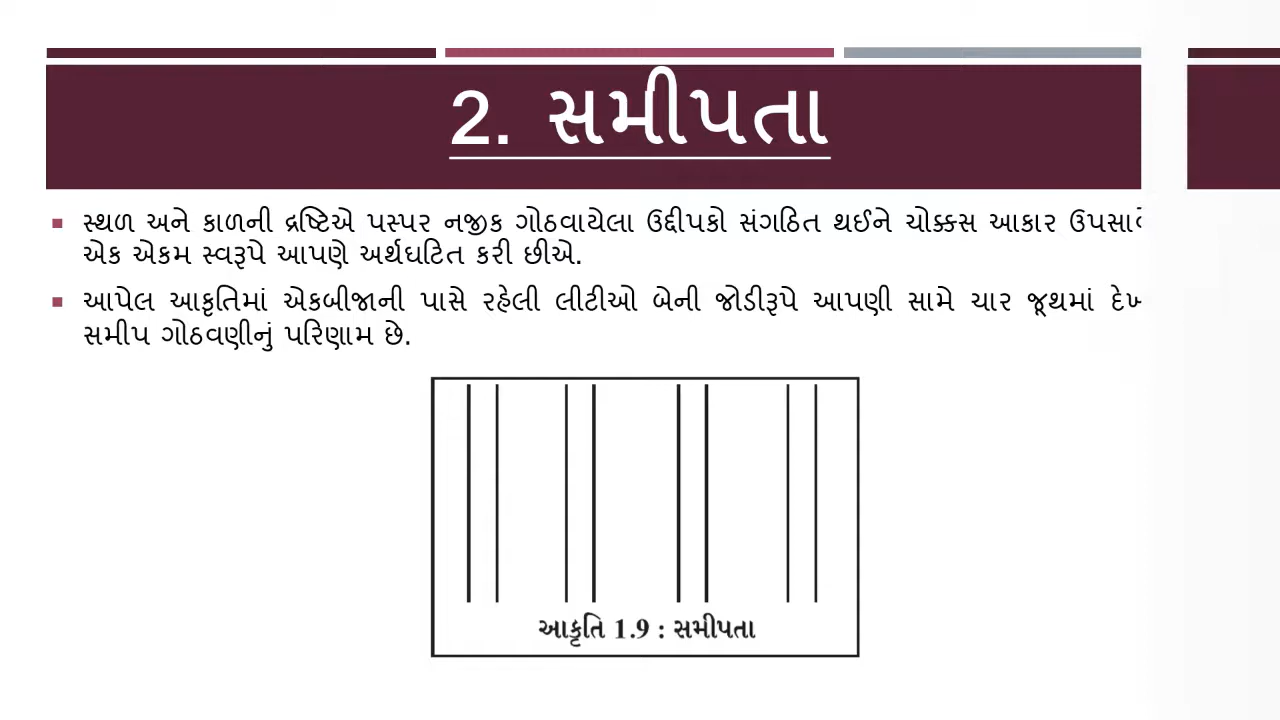 2. સમીપતા
સ્થળ અને કાળની દ્રષ્ટિએ પસ્પર નજીક ગોઠવાયેલા ઉદ્દીપકો સંગઠિત થઈને ચોક્કસ આકાર
એક એકમ સ્વરૂપે આપણે અર્થઘટિત કરી છીએ.
આપેલ આકૃતિમાં એકબીજાની પાસે રહેલી લીટીઓ બેની જોડીરૂપે આપણી સામે ચાર જૂથમાં
સમીપ ગોઠવણીનું પરિણામ છે.
આકૃતિ 1.9 : સમીપતા